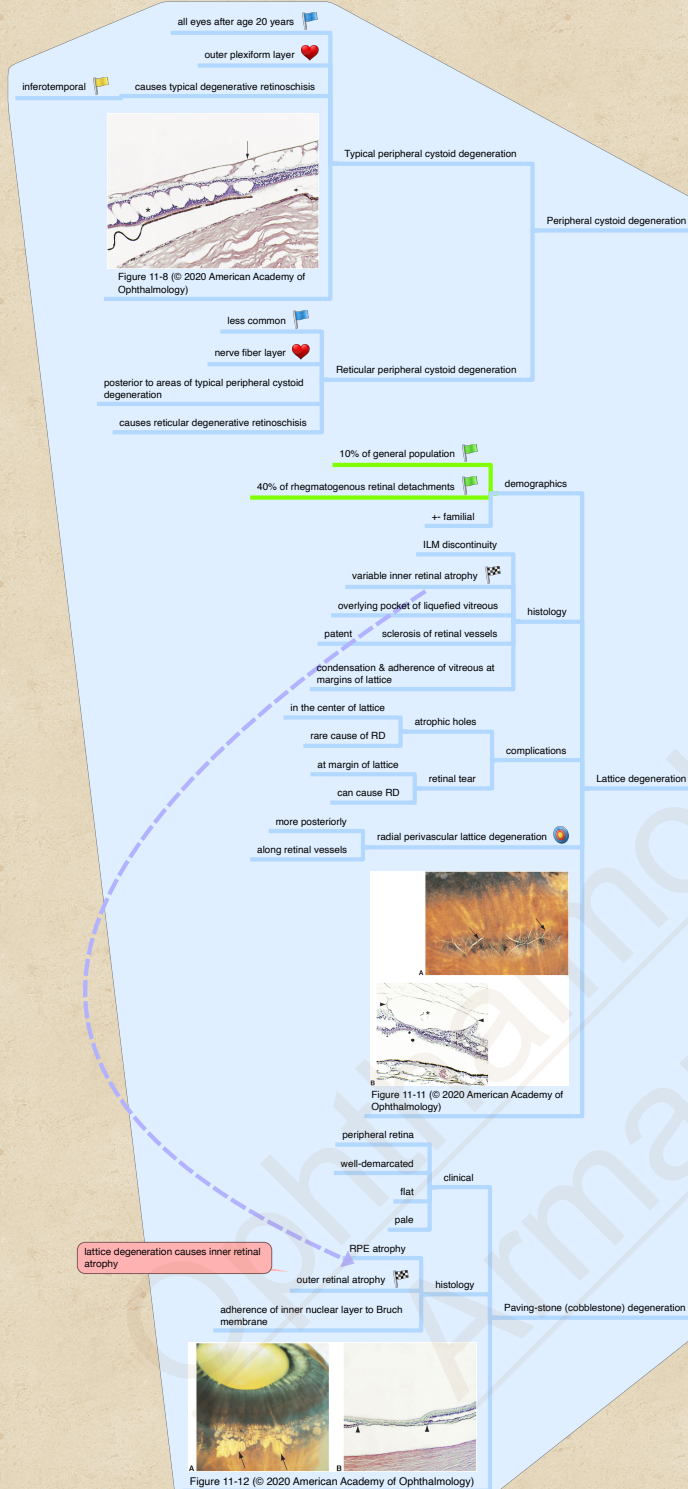 all eyes after age 20 years
outer plexiform layer
inferotemporal
causes typical degenerative retinoschisis
Typical peripheral cystoid degeneration
Peripheral cystoid degeneration
*
Figure 11-8 (© 2020 American Academy of
Ophthalmology)
less common
nerve fiber layer
Reticular peripheral cystoid degeneration
posterior to areas of typical peripheral cystoid
degeneration
causes reticular degenerative retinoschisis
10% of general population
40% of rhegmatogenous retinal detachments
demographics
+- familial
ILM discontinuity
variable inner retinal atrophy
overlying pocket of liquefied vitreous
histology
patent
sclerosis of retinal vessels
condensation & adherence of vitreous at
margins of lattice
in the center of lattice
atrophic holes
rare cause of RD
complications
at margin of lattice
retinal tear
can cause RD
Lattice degeneration
more posteriorly
radial perivascular lattice degeneration
along retinal vessels
A
*
B
Figure 11-11 (© 2020 American Academy of
Ophthalmology)
peripheral retina
well-demarcated
clinical
flat
pale
lattice degeneration causes inner retinal
atrophy
RPE atrophy
outer retinal atrophy
histology
adherence of inner nuclear layer to Bruch
membrane
Paving-stone (cobblestone) degeneration
A
B
Figure 11-12 (© 2020 American Academy of Ophthalmology)